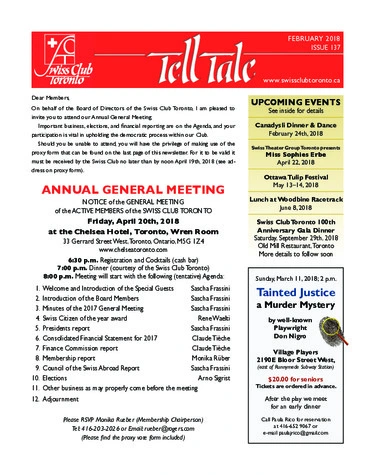 Swiss Club
Toronto
Tell Tale
FEBRUARY 2018
ISSUE 137
www.swissclubtoronto.ca
Dear Members,
On behalf of the Board of Directors of the Swiss Club Toronto, I am pleased to
invite you to attend our Annual General Meeting.
Important business, elections, and financial reporting are on the Agenda, and your
participation is vital in upholding the democratic process within our Club.
Should you be unable to attend, you will have the privilege of making use of the
proxy form that can be found on the last page of this newsletter. For it to be valid it
must be received by the Swiss Club no later than by noon April 19th, 2018 (see ad-
dress on proxy form).
ANNUAL GENERAL MEETING
NOTICE of the GENERAL MEETING
of the ACTIVE MEMBERS of the SWISS CLUB TORONTO
Friday, April 20th, 2018
at the Chelsea Hotel, Toronto, Wren Room
33 Gerrard Street West, Toronto, Ontario, M5G 1Z4
www.chelseatoronto.com
6:30 p.m. Registration and Cocktails (cash bar)
7:00 p.m. Dinner (courtesy of the Swiss Club Toronto)
8:00 p.m. Meeting will start with the following (tentative) Agenda:
1. Welcome and Introduction of the Special Guests Sascha Frassini
2. Introduction of the Board Members Sascha Frassini
3. Minutes of the 2017 General Meeting Sascha Frassini
4. Swiss Citizen of the year award René Waelti
5. Presidents report Sascha Frassini
6. Consolidated Financial Statement for 2017 Claude Tièche
7. Finance Commission report Claude Tièche
8. Membership report Monika Rüber
9. Council of the Swiss Abroad Report Sascha Frassini
10. Elections Arno Sigrist
11. Other business as may properly come before the meeting
12. Adjournment
Please RSVP Monika Rueber (Membership Chairperson)
Tel: 416-203-2026 or Email: rueber@rogers.com
(Please find the proxy vote form included)
UPCOMING EVENTS
See inside for details
Canadysli Dinner & Dance
February 24th, 2018
Swiss Theater Group Toronto presents
Miss Sophies Erbe
April 22, 2018
Ottawa Tulip Festival
May 13–14, 2018
Lunch at Woodbine Racetrack
June 8, 2018
Swiss Club Toronto 100th
Anniversary Gala Dinner
Saturday, September 29th, 2018
Old Mill Restaurant, Toronto
More details to follow soon
Sunday, March 11, 2018; 2 p.m.
Tainted Justice
a Murder Mystery
by well-known
Playwright
Don Nigro
Village Players
2190E Bloor Street West,
(east of Runnymede Subway Station)
$20.00 for seniors
Tickets are ordered in advance.
After the play we meet
for an early dinner
Call Paula Rico for reservation
at 416-652.9067 or